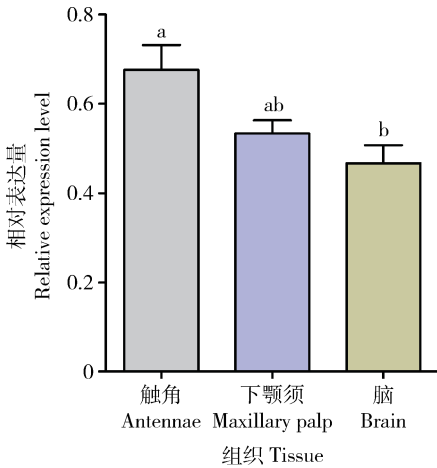 相对表达量
Relative expression level
0.8
0.6
0.4
0.2
0
a
ab
b
触角
Antennae
下颚须
Maxillary palp
脑
Brain
组织 Tissue